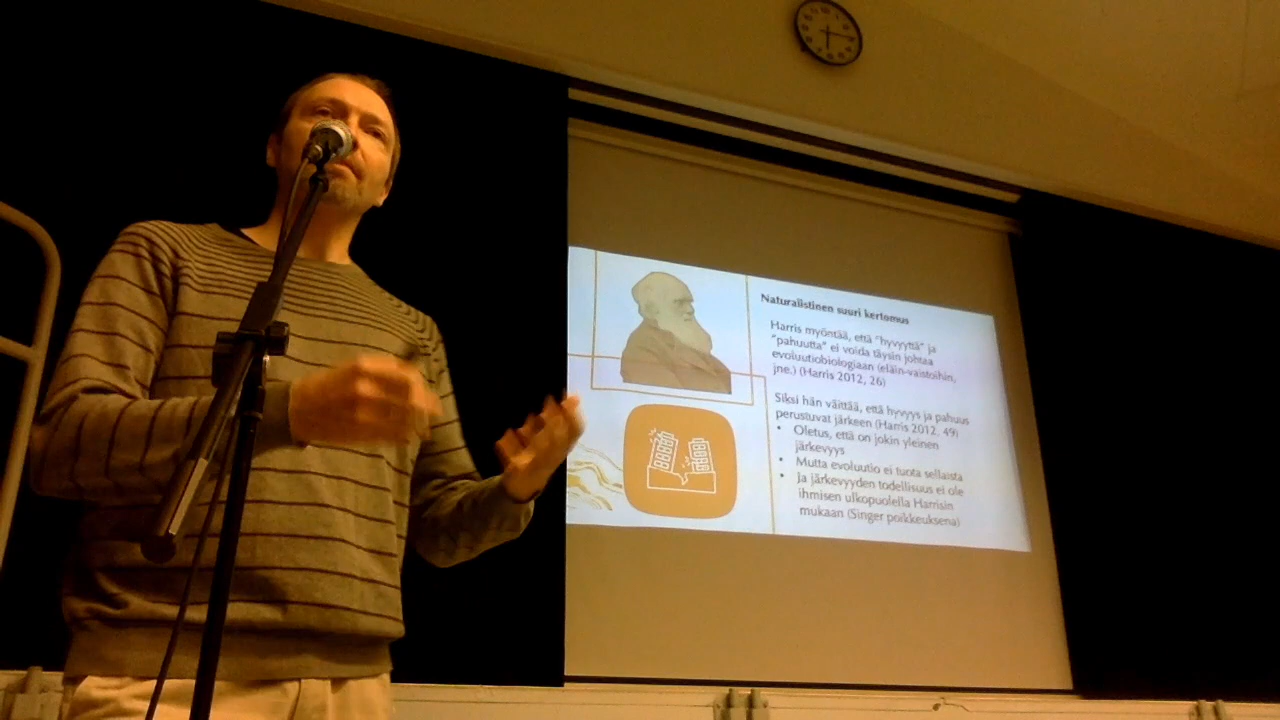 Naturalistinen suuri kertomus
Harris myöntää, että "hyvyyttä" ja
"pahuutta" ei voida täysin johtaa
evoluutiobiologiaan (eläin-vaistoihin,
jne.) (Harris 2012, 26)
Siksi hän väittää, että hyvyys ja pahuus
perustuvat järkeen (Harris 2012, 49)
• Oletus, että on jokin yleinen
järkevyys
• Mutta evoluutio ei tuota sellaista
• Ja järkevyyden todellisuus ei ole
ihmisen ulkopuolella Harrisin
mukaan (Singer poikkeuksena)